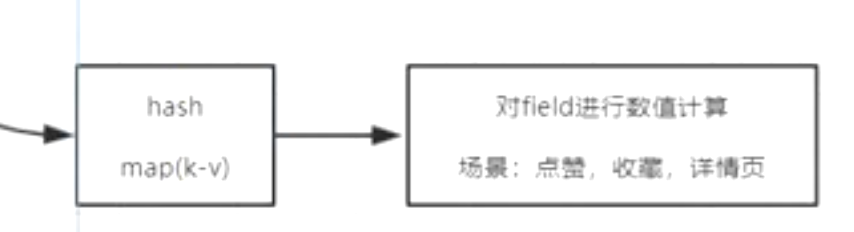 hash
map(k-v)
对field进行数值计算
场景：点赞，收藏，详情页